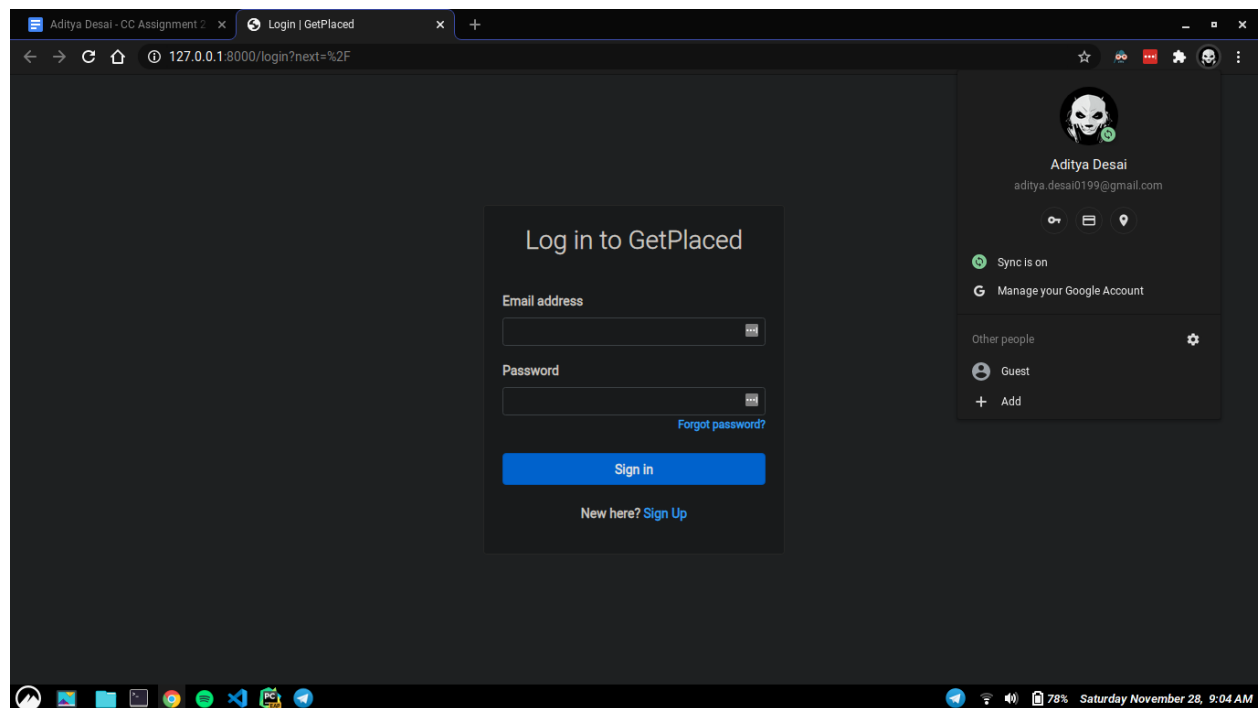 Aditya Desai - CC Assignment 2
Login | GetPlaced
127.0.0.1:8000/login?next=%2F
Aditya Desai
aditya.desai0199@gmail.com
Sync is on
G Manage your Google Account
Other people
Guest
+ Add
Log in to GetPlaced
Email address
Password
Forgot password?
Sign in
New here? Sign Up
PC
78% Saturday November 28, 9:04 AM